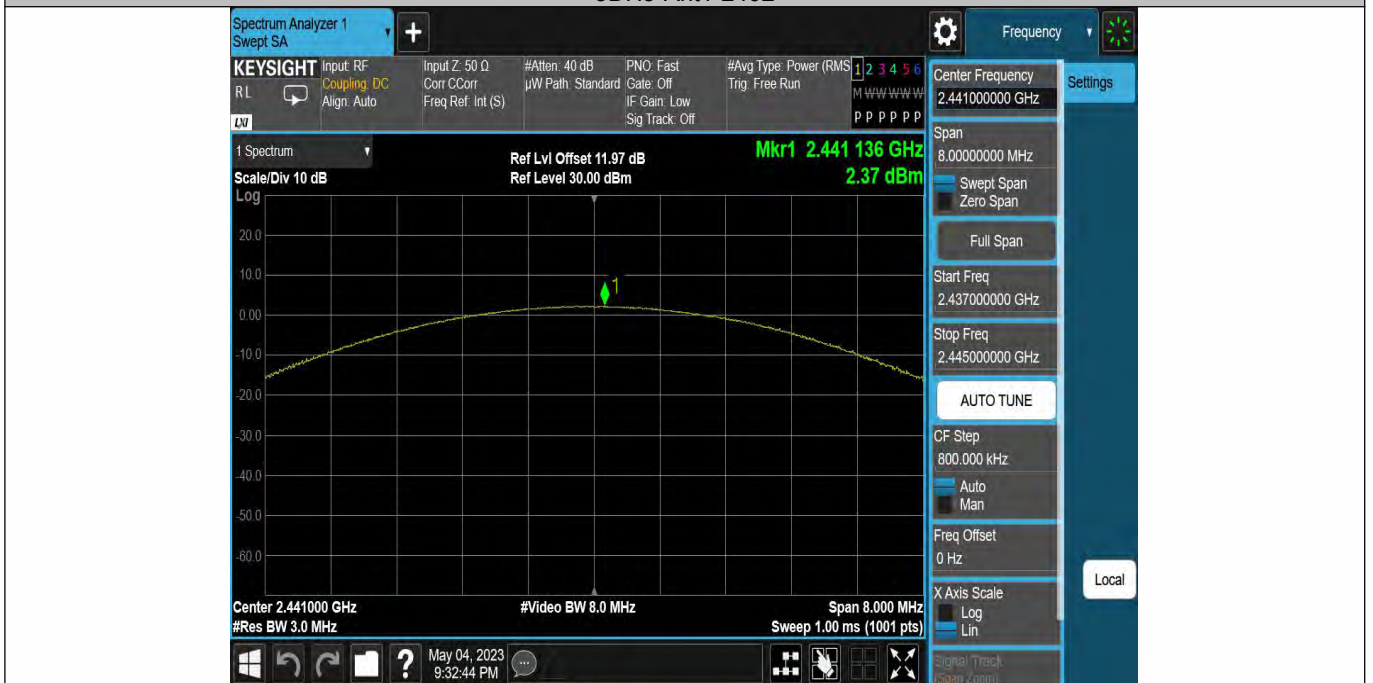 Spectrum Analyzer 1
Swept SA
+
Frequency
KEYSIGHT
RL
LXI
Input: RF
Coupling: DC
Align: Auto
Input Z: 50 Ω
Corr CCorr
Freq Ref: Int (S)
#Atten: 40 dB
µW Path: Standard
PNO: Fast
Gate: Off
IF Gain: Low
Sig Track: Off
#Avg Type: Power (RMS
Trig: Free Run
1 2 3 4 5 6
M W W W W W
P P P P P P
1 Spectrum
Scale/Div 10 dB
Log
Ref Lvl Offset 11.97 dB
Ref Level 30.00 dBm
Mkr1 2.441 136 GHz
2.37 dBm
20.0
10.0
0.00
-10.0
-20.0
-30.0
-40.0
-50.0
-60.0
1
Center 2.441000 GHz
#Res BW 3.0 MHz
#Video BW 8.0 MHz
Span 8.000 MHz
Sweep 1.00 ms (1001 pts)
Center Frequency
2.441000000 GHz
Settings
Span
8.00000000 MHz
Swept Span
Zero Span
Full Span
Start Freq
2.437000000 GHz
Stop Freq
2.445000000 GHz
AUTO TUNE
CF Step
800.000 kHz
Auto
Man
Freq Offset
0 Hz
X Axis Scale
Log
Lin
Local
Signal Track
(Span Zoom)
?
May 04, 2023
9:32:44 PM